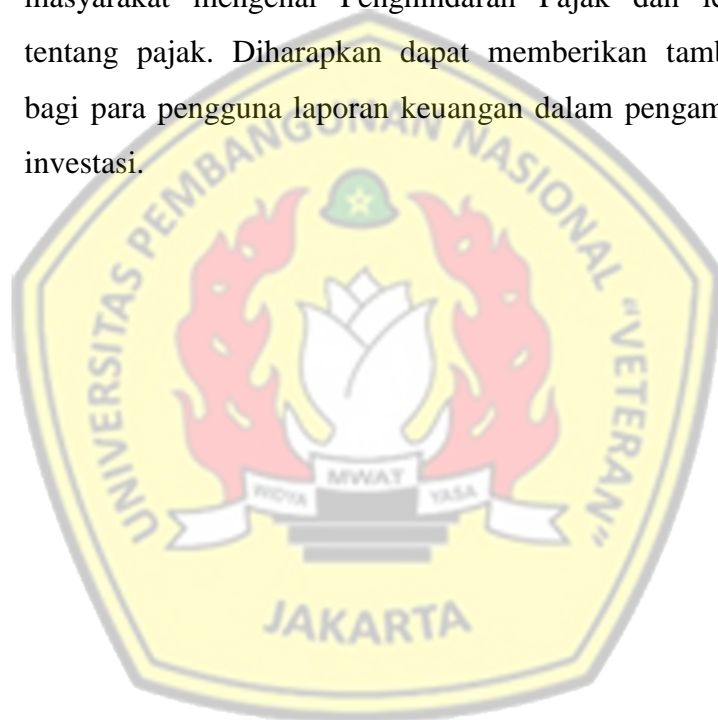 masyarakat mengenai Penghindaran Pajak dan
tentang pajak. Diharapkan dapat memberikan
bagi para pengguna laporan keuangan dalam
investasi.
UNIVERSITAS PEMBANGUNAN NASIONAL "VETERAN"
WIDYA MWAT YASA
JAKARTA